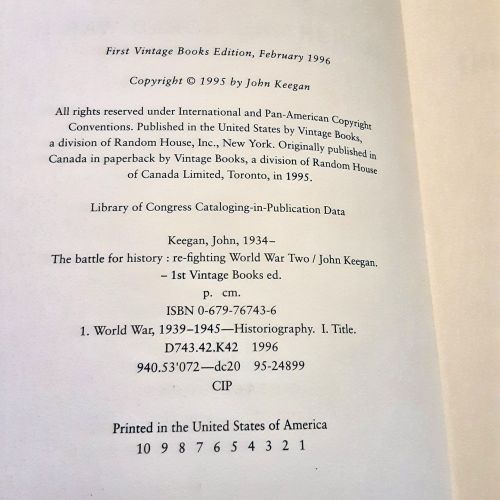 First Vintage Books Edition, February 1996
Copyright © 1995 by John Keegan
All rights reserved under International and Pan-American Copyright
Conventions. Published in the United States by Vintage Books,
a division of Random House, Inc., New York. Originally published in
Canada in paperback by Vintage Books, a division of Random House
of Canada Limited, Toronto, in 1995.
Library of Congress Cataloging-in-Publication Data
Keegan, John, 1934–
The battle for history : re-fighting World War Two / John Keegan.
– 1st Vintage Books ed.
p. cm.
ISBN 0-679-76743-6
1. World War, 1939–1945—Historiography. I. Title.
D743.42.K42 1996
940.53'072—dc20 95-24899
CIP
Printed in the United States of America
10 9 8 7 6 5 4 3 2 1